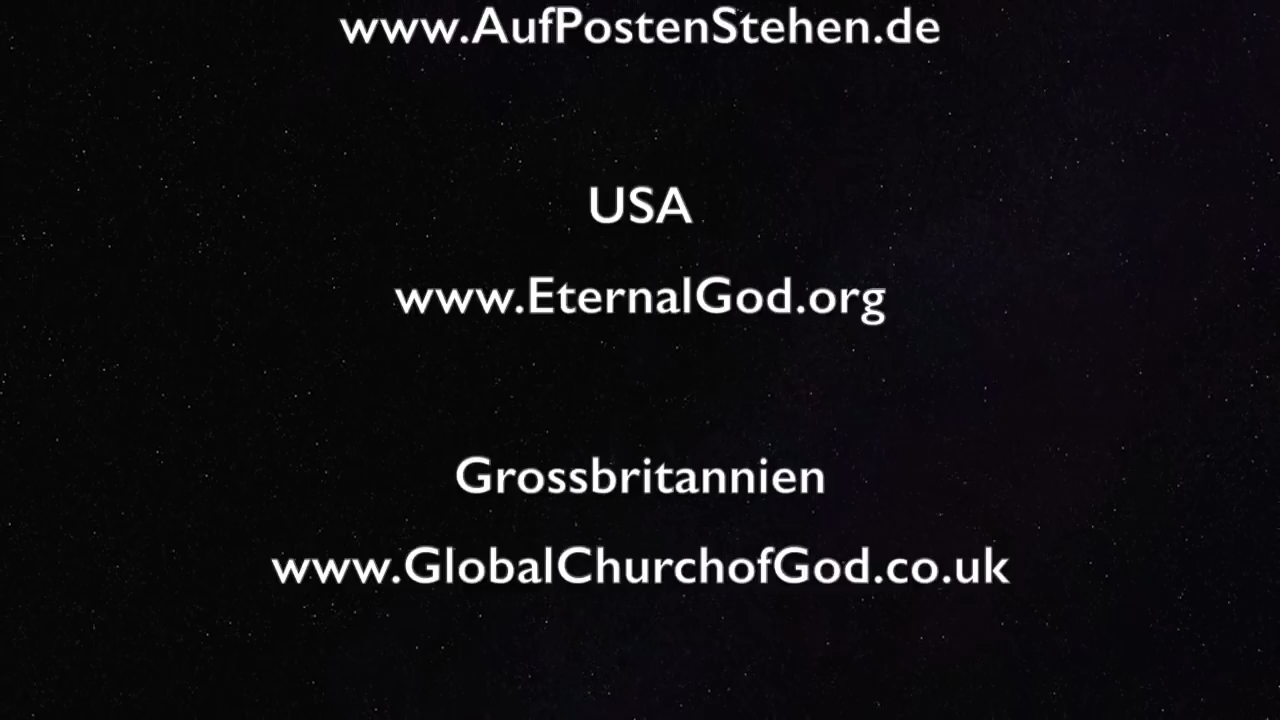 www.AufPostenStehen.de
USA
www.EternalGod.org
Grossbritannien
www.GlobalChurchofGod.co.uk